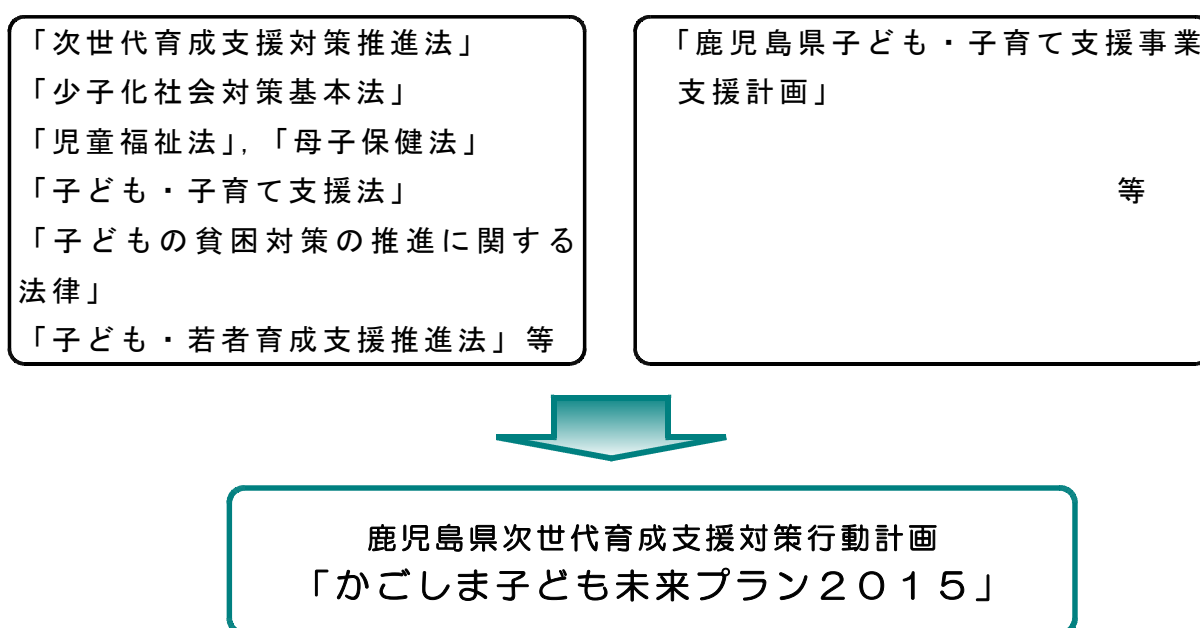 「次世代育成支援対策推進法」
「少子化社会対策基本法」
「児童福祉法」,「母子保健法」
「子ども・子育て支援法」
「子どもの貧困対策の推進に関する
法律」
「子ども・若者育成支援推進法」等
「鹿児島県子ども・子育て支援事業
支援計画」
等
鹿児島県次世代育成支援対策行動計画
「かごしま子ども未来プラン２０１５」